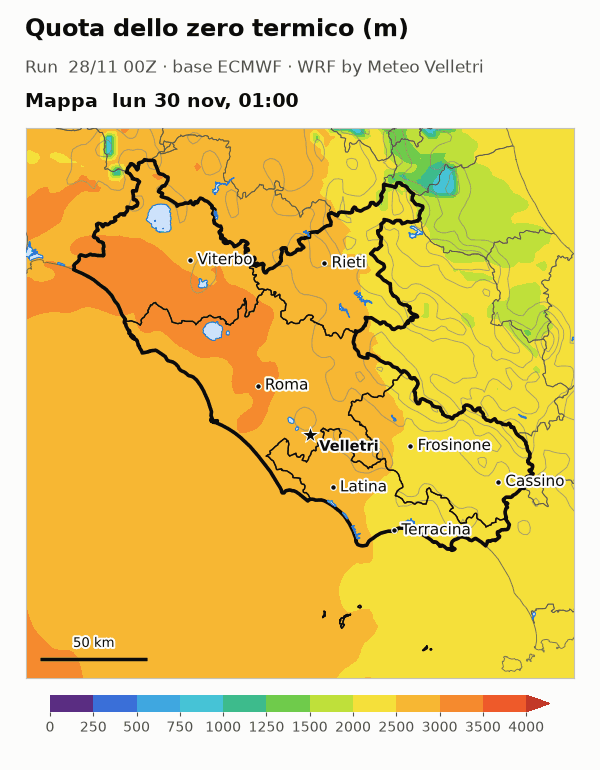 Quota dello zero termico (m)
Run 28/11 00Z · base ECMWF · WRF by Meteo Velletri
Mappa lun 30 nov, 01:00
Viterbo
Rieti
Roma
Velletri
Frosinone
Cassino
Latina
Terracina
50 km
0 250 500 750 1000 1250 1500 2000 2500 3000 3500 4000